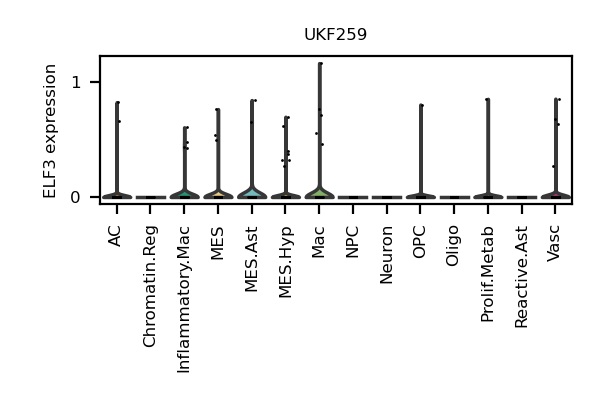 UKF259
ELF3 expression
1
0
AC
Chromatin.Reg
Inflammatory.Mac
MES
MES.Ast
MES.Hyp
Mac
NPC
Neuron
OPC
Oligo
Prolif.Metab
Reactive.Ast
Vasc